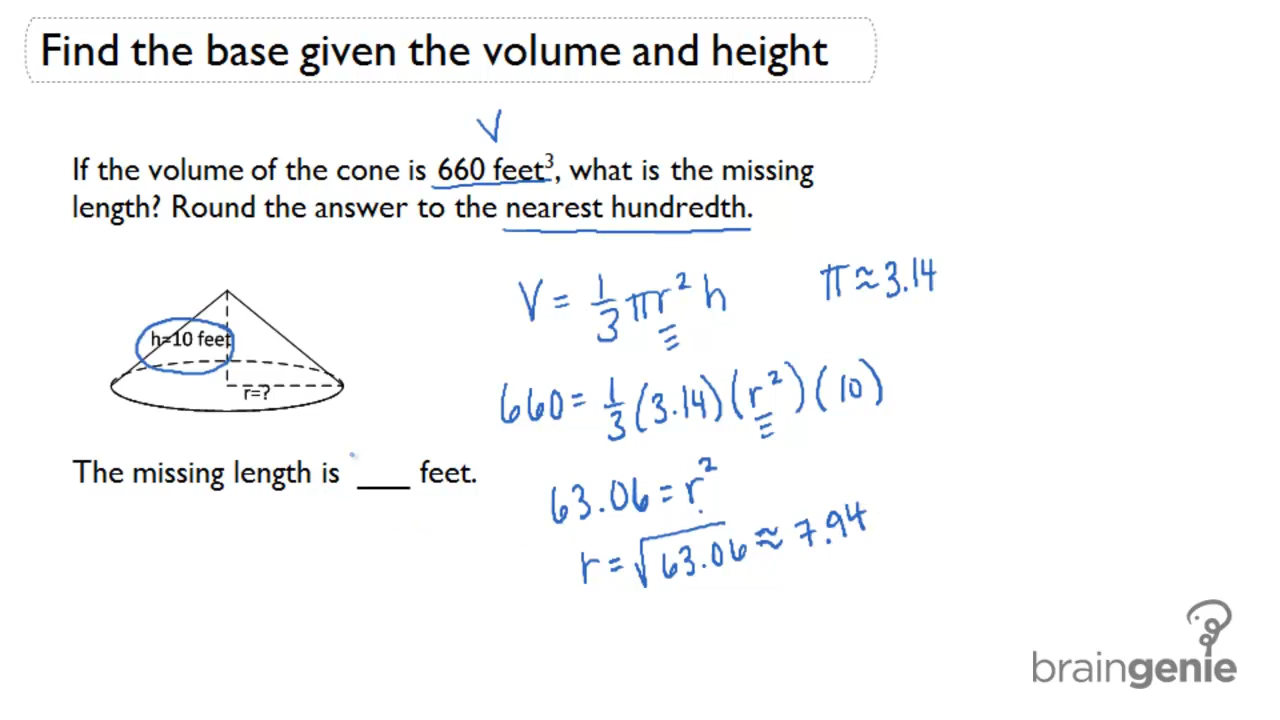 Find the base given the volume and height
V
If the volume of the cone is 660 feet³, what is the missing
length? Round the answer to the nearest hundredth.
V = 1/3 πr² h
π≈3.14
h=10 feet
r=?
660 = 1/3 (3.14)(r²)(10)
The missing length is ___ feet.
63.06 = r²
r = √63.06 ≈ 7.94
braingenie